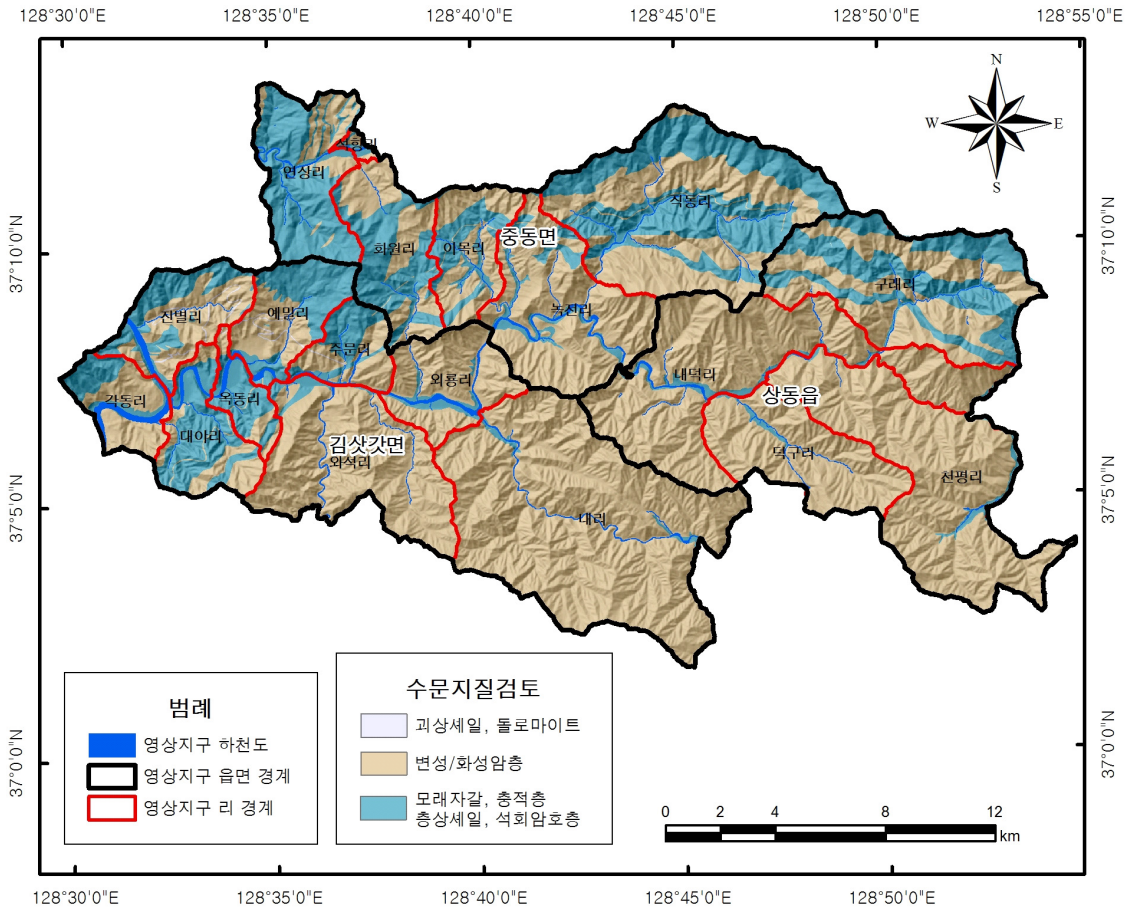 128°30'0"E 128°35'0"E 128°40'0"E 128°45'0"E 128°50'0"E 128°55'0"E
N
W E
S
석항리
연상리
직동리
37°10'0"N
37°10'0"N
중동면
화원리 이목리
구래리
진별리 예밀리 녹전리
주문리
외룡리 내덕리
각동리 옥동리
상동읍
대야리
김삿갓면
와석리
덕구리
천평리
37°5'0"N
37°5'0"N
내리
범례
영상지구 하천도
영상지구 읍면 경계
영상지구 리 경계
수문지질검토
괴상셰일, 돌로마이트
변성/화성암층
모래자갈, 충적층
층상셰일, 석회암호층
37°0'0"N
37°0'0"N
0 2 4 8 12
km
128°30'0"E 128°35'0"E 128°40'0"E 128°45'0"E 128°50'0"E